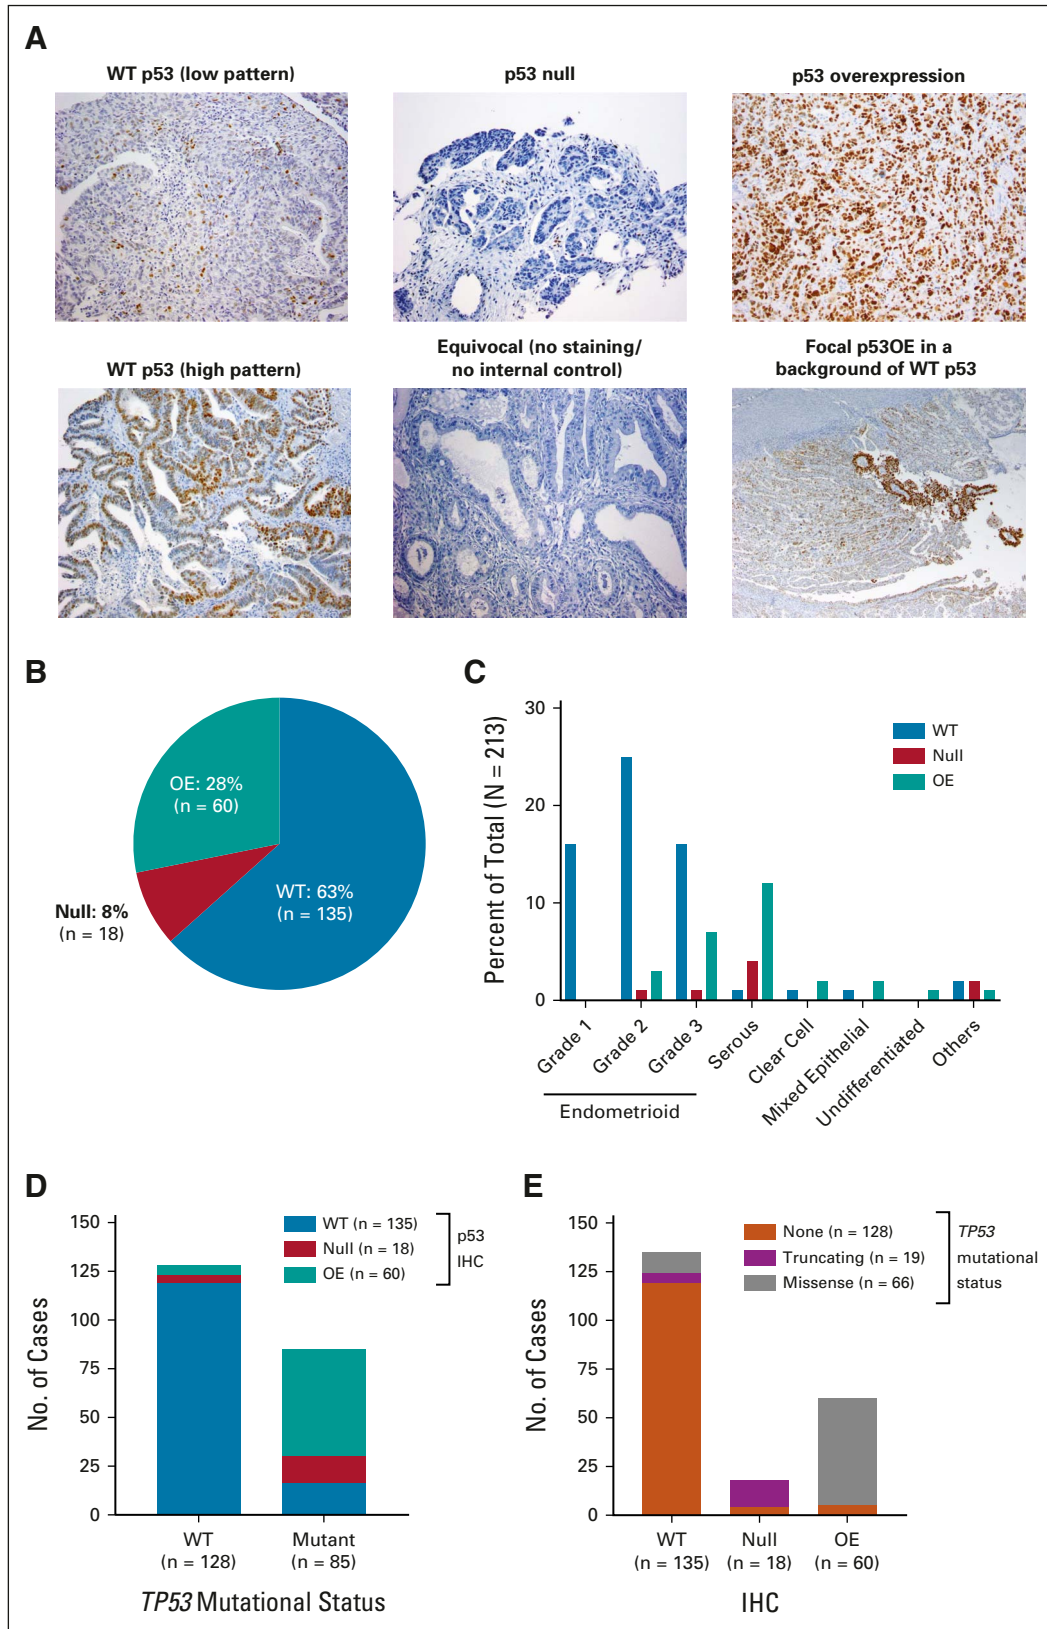 A
WT p53 (low pattern)
p53 null
p53 overexpression
WT p53 (high pattern)
Equivocal (no staining/
no internal control)
Focal p53OE in a
background of WT p53
B
OE: 28%
(n = 60)
WT: 63%
(n = 135)
Null: 8%
(n = 18)
C
Percent of Total (N = 213)
30
20
10
0
WT
Null
OE
Grade 1
Grade 2
Grade 3
Serous
Clear Cell
Mixed Epithelial
Undifferentiated
Others
Endometrioid
D
No. of Cases
150
125
100
75
50
25
0
WT (n = 135)
Null (n = 18)
OE (n = 60)
p53
IHC
WT
(n = 128)
Mutant
(n = 85)
TP53 Mutational Status
E
No. of Cases
150
125
100
75
50
25
0
None (n = 128)
Truncating (n = 19)
Missense (n = 66)
TP53
mutational
status
WT
(n = 135)
Null
(n = 18)
OE
(n = 60)
IHC